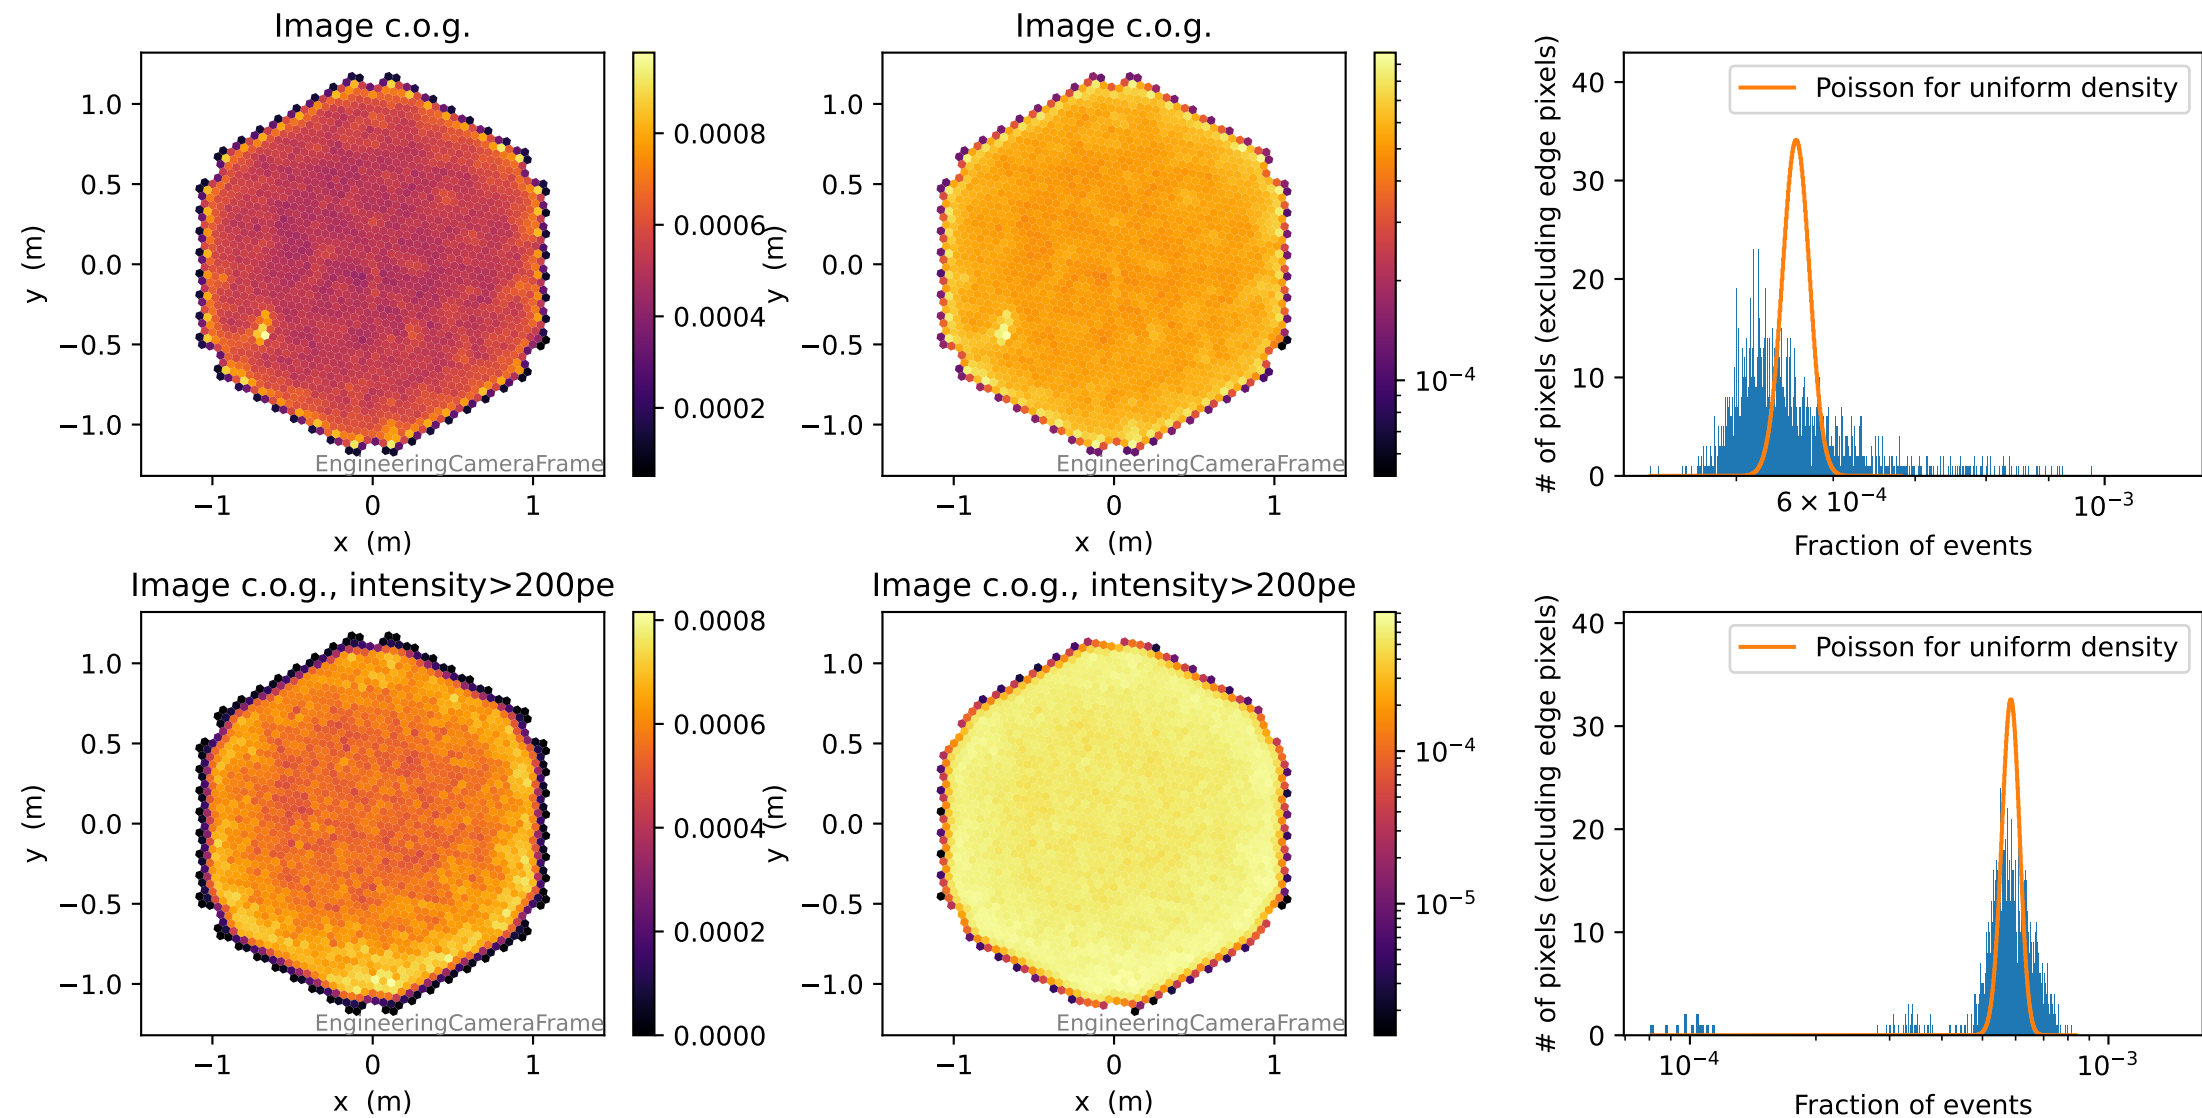 Image c.o.g.
y (m)
1.0
0.5
0.0
−0.5
−1.0
−1
0
1
x (m)
EngineeringCameraFrame
0.0008
0.0006
0.0004
0.0002
Image c.o.g.
y (m)
1.0
0.5
0.0
−0.5
−1.0
−1
0
1
x (m)
EngineeringCameraFrame
10−4
# of pixels (excluding edge pixels)
40
30
20
10
0
Poisson for uniform density
6 × 10−4
10−3
Fraction of events
Image c.o.g., intensity>200pe
y (m)
1.0
0.5
0.0
−0.5
−1.0
−1
0
1
x (m)
EngineeringCameraFrame
0.0008
0.0006
0.0004
0.0002
0.0000
Image c.o.g., intensity>200pe
y (m)
1.0
0.5
0.0
−0.5
−1.0
−1
0
1
x (m)
EngineeringCameraFrame
10−4
10−5
# of pixels (excluding edge pixels)
40
30
20
10
0
Poisson for uniform density
10−4
10−3
Fraction of events